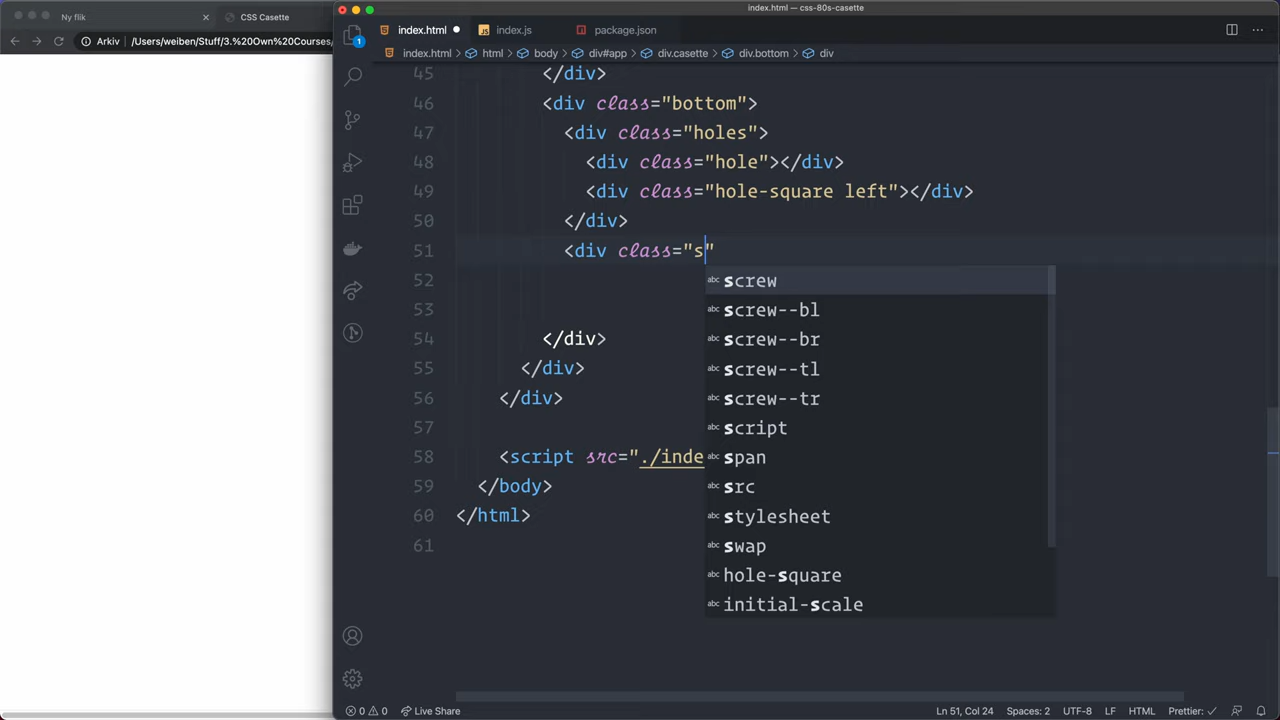 index.html — css-80s-casette
Ny flik
CSS Casette
index.html
index.js
package.json
Arkiv
/Users/weiben/Stuff/3.%20Own%20Courses/
index.html > html > body > div#app > div.casette > div.bottom > div
45 </div>
46 <div class="bottom">
47 <div class="holes">
48 <div class="hole"></div>
49 <div class="hole-square left"></div>
50 </div>
51 <div class="s"
52
screw
53
screw--bl
54 </div>
screw--br
55 </div>
screw--tl
56 </div>
screw--tr
57
script
58 <script src="./inde
span
59 </body>
src
60 </html>
stylesheet
61
swap
hole-square
initial-scale
1
0 0 Live Share
Ln 51, Col 24 Spaces: 2 UTF-8 LF HTML Prettier: ✓